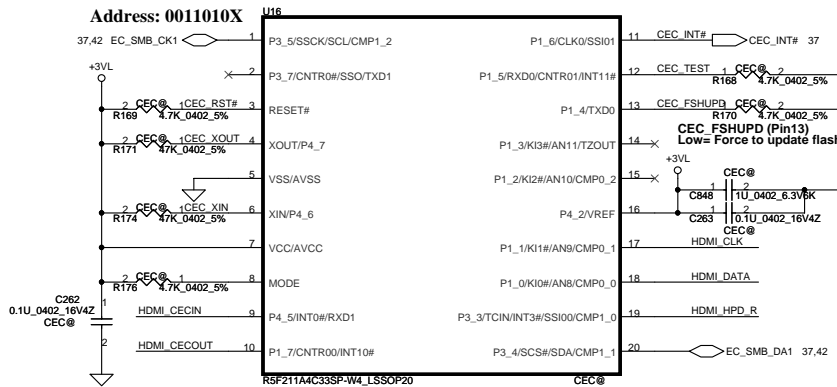 Address: 0011010X
U16
37,42 EC_SMB_CK1 1 P3_5/SSCK/SCL/CMP1_2 P1_6/CLK0/SSI01 11 CEC_INT# CEC_INT# 37
+3VL
2 P3_7/CNTR0#/SSO/TXD1 P1_5/RXD0/CNTR01/INT11# 12 CEC_TEST 1 CEC@ 2
R168 4.7K_0402_5%
2 CEC@ 1 CEC_RST# 3 RESET# P1_4/TXD0 13 CEC_FSHUPD 1 CEC@ 2
R169 4.7K_0402_5% R170 4.7K_0402_5%
CEC_FSHUPD (Pin13)
Low= Force to update flash
2 CEC@ 1 CEC_XOUT 4 XOUT/P4_7 P1_3/KI3#/AN11/TZOUT 14
R171 47K_0402_5%
+3VL
5 VSS/AVSS P1_2/KI2#/AN10/CMP0_2 15
CEC@
1 2
C848 1U_0402_6.3V6K
2 CEC@ 1 CEC_XIN 6 XIN/P4_6 P4_2/VREF 16 1 2
R174 47K_0402_5% C263 0.1U_0402_16V4Z
CEC@
7 VCC/AVCC P1_1/KI1#/AN9/CMP0_1 17 HDMI_CLK
2 CEC@ 1 8 MODE P1_0/KI0#/AN8/CMP0_0 18 HDMI_DATA
R176 4.7K_0402_5%
C262 1
0.1U_0402_16V4Z
CEC@
2
HDMI_CECIN 9 P4_5/INT0#/RXD1 P3_3/TCIN/INT3#/SSI00/CMP1_0 19 HDMI_HPD_R
HDMI_CECOUT 10 P1_7/CNTR00/INT10# P3_4/SCS#/SDA/CMP1_1 20 EC_SMB_DA1 37,42
R5F211A4C33SP-W4_LSSOP20 CEC@